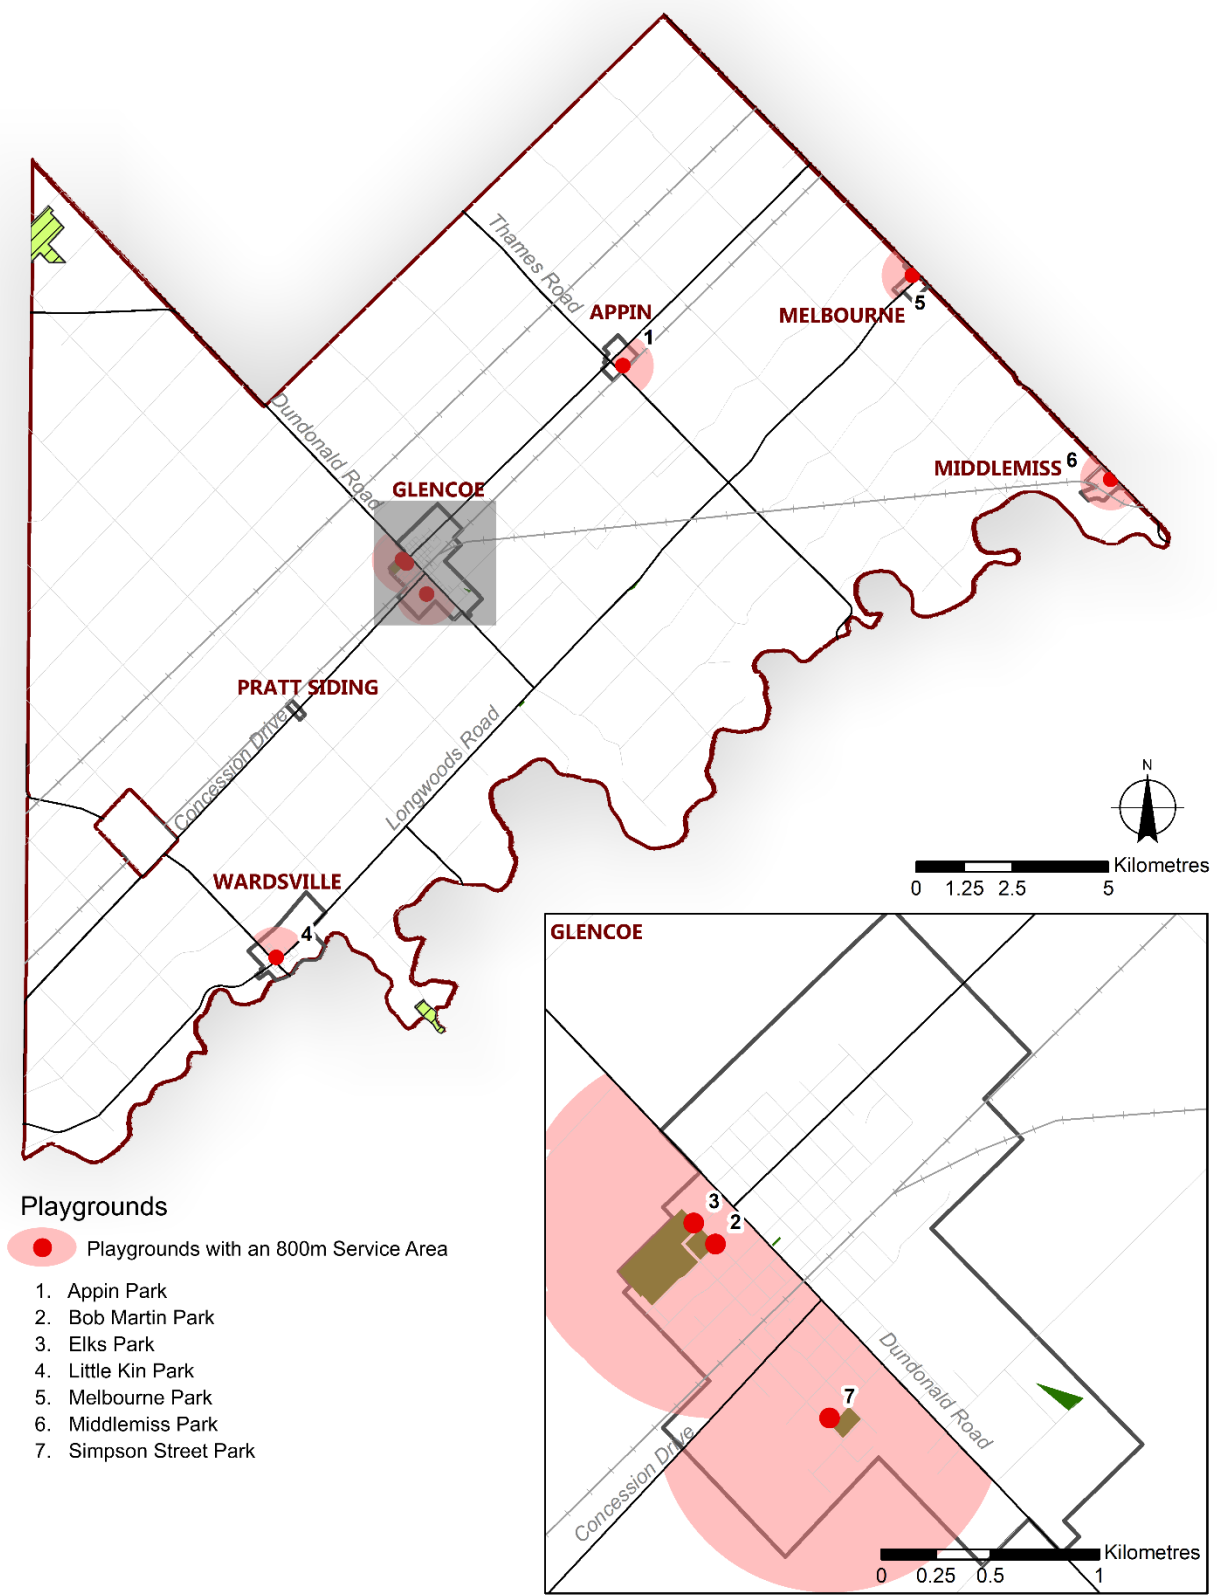 Thames Road
APPIN
1
MELBOURNE
5
Dundonald Road
GLENCOE
MIDDLEMISS
6
PRATT SIDING
Concession Drive
Longwoods Road
WARDSVILLE
4
N
Kilometres
0 1.25 2.5 5
GLENCOE
3
2
Dundonald Road
7
Concession Drive
Kilometres
0 0.25 0.5 1
Playgrounds
Playgrounds with an 800m Service Area
1. Appin Park
2. Bob Martin Park
3. Elks Park
4. Little Kin Park
5. Melbourne Park
6. Middlemiss Park
7. Simpson Street Park